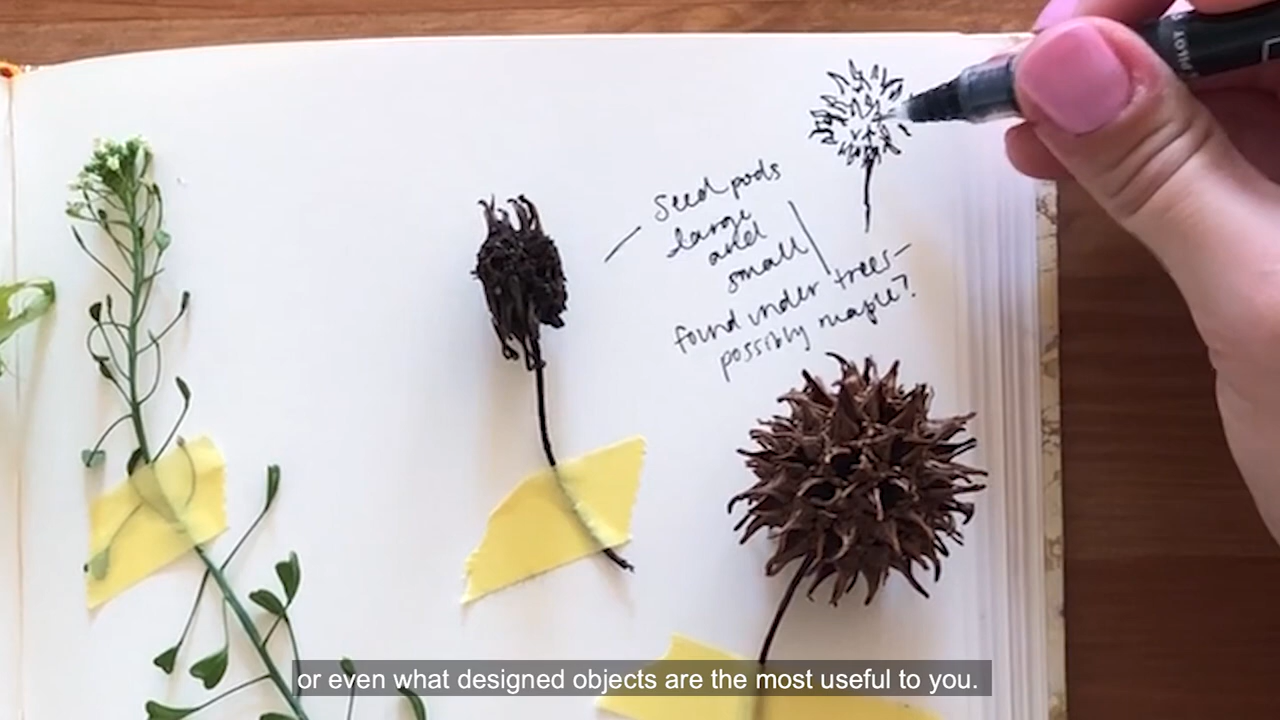 PILOT
Seed pods
large
and
small
found under trees-
possibly maple?
or even what designed objects are the most useful to you.